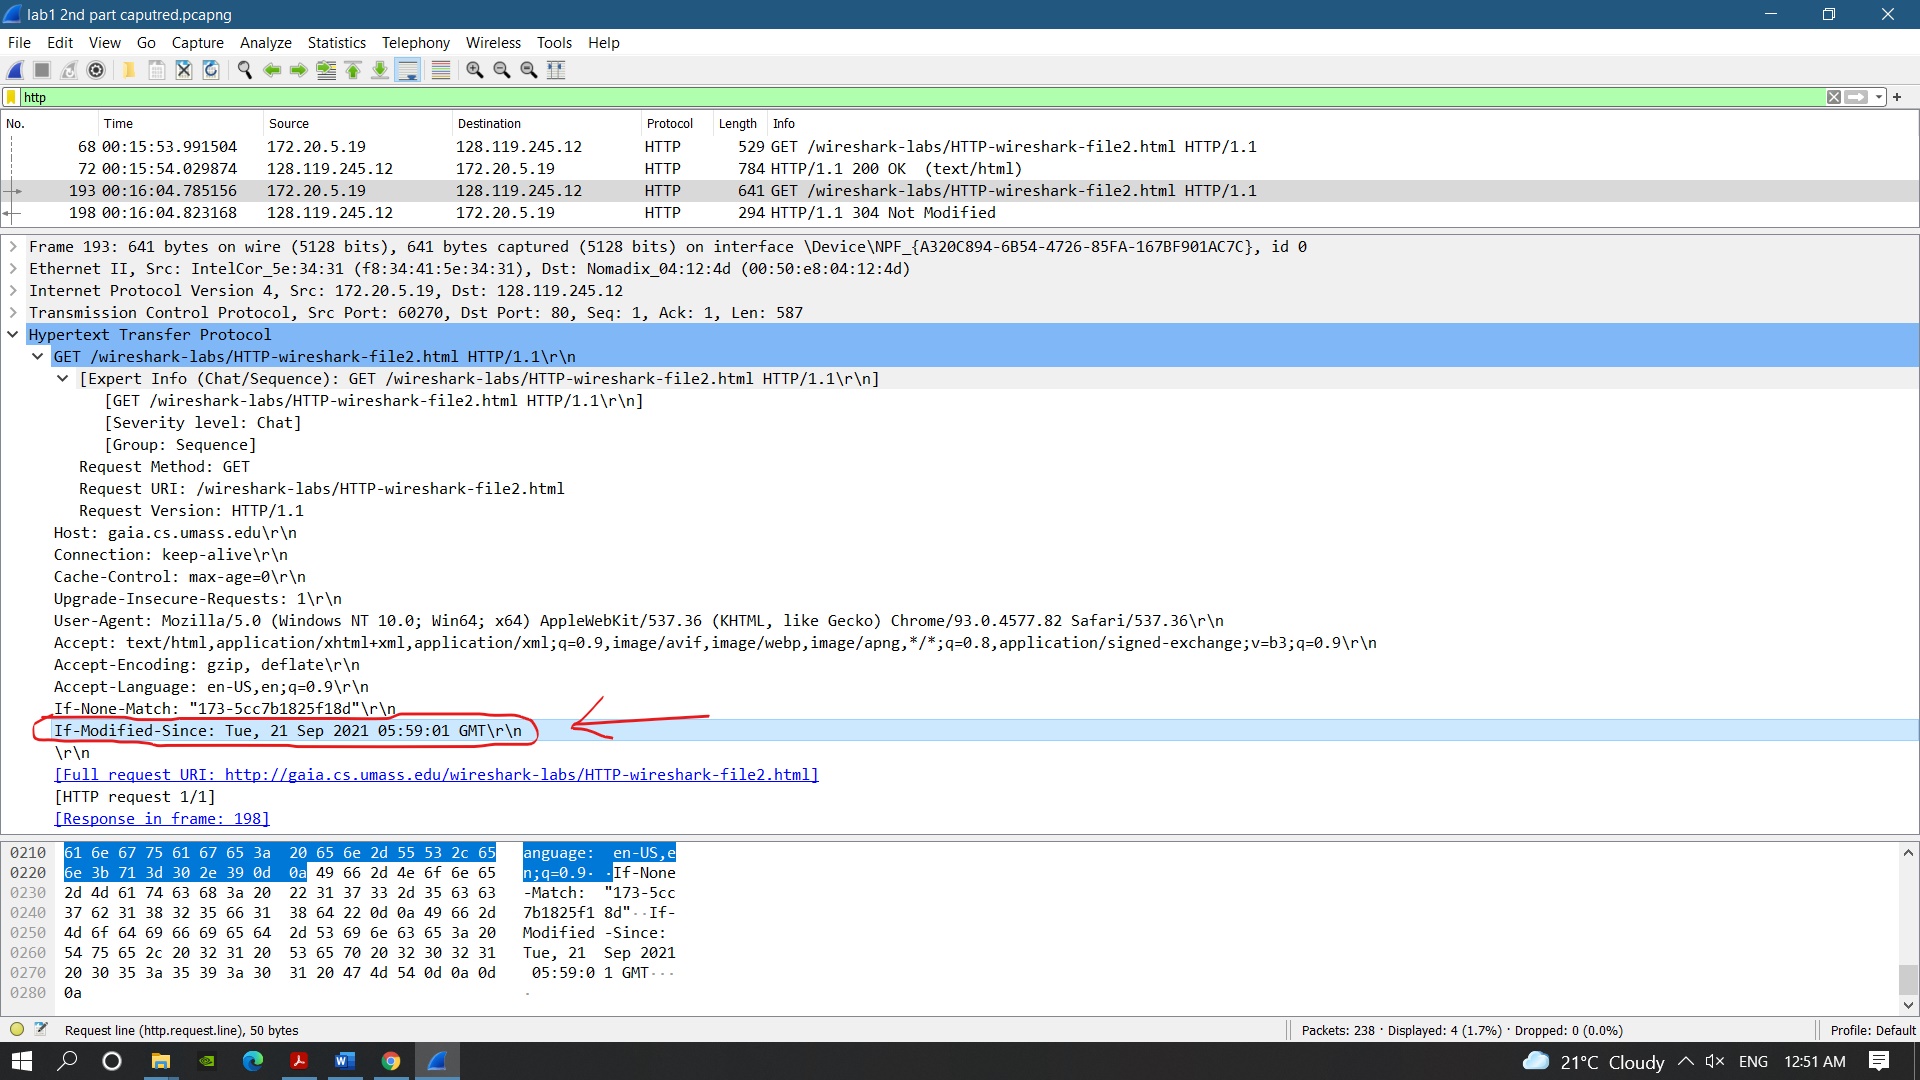 lab1 2nd part caputred.pcapng
File Edit View Go Capture Analyze Statistics Telephony Wireless Tools Help
http
No. Time Source Destination Protocol Length Info
68 00:15:53.991504 172.20.5.19 128.119.245.12 HTTP 529 GET /wireshark-labs/HTTP-wireshark-file2.html HTTP/1.1
72 00:15:54.029874 128.119.245.12 172.20.5.19 HTTP 784 HTTP/1.1 200 OK (text/html)
193 00:16:04.785156 172.20.5.19 128.119.245.12 HTTP 641 GET /wireshark-labs/HTTP-wireshark-file2.html HTTP/1.1
198 00:16:04.823168 128.119.245.12 172.20.5.19 HTTP 294 HTTP/1.1 304 Not Modified
Frame 193: 641 bytes on wire (5128 bits), 641 bytes captured (5128 bits) on interface \Device\NPF_{A320C894-6B54-4726-85FA-167BF901AC7C}, id 0
Ethernet II, Src: IntelCor_5e:34:31 (f8:34:41:5e:34:31), Dst: Nomadix_04:12:4d (00:50:e8:04:12:4d)
Internet Protocol Version 4, Src: 172.20.5.19, Dst: 128.119.245.12
Transmission Control Protocol, Src Port: 60270, Dst Port: 80, Seq: 1, Ack: 1, Len: 587
Hypertext Transfer Protocol
GET /wireshark-labs/HTTP-wireshark-file2.html HTTP/1.1\r\n
[Expert Info (Chat/Sequence): GET /wireshark-labs/HTTP-wireshark-file2.html HTTP/1.1\r\n]
[GET /wireshark-labs/HTTP-wireshark-file2.html HTTP/1.1\r\n]
[Severity level: Chat]
[Group: Sequence]
Request Method: GET
Request URI: /wireshark-labs/HTTP-wireshark-file2.html
Request Version: HTTP/1.1
Host: gaia.cs.umass.edu\r\n
Connection: keep-alive\r\n
Cache-Control: max-age=0\r\n
Upgrade-Insecure-Requests: 1\r\n
User-Agent: Mozilla/5.0 (Windows NT 10.0; Win64; x64) AppleWebKit/537.36 (KHTML, like Gecko) Chrome/93.0.4577.82 Safari/537.36\r\n
Accept: text/html,application/xhtml+xml,application/xml;q=0.9,image/avif,image/webp,image/apng,*/*;q=0.8,application/signed-exchange;v=b3;q=0.9\r\n
Accept-Encoding: gzip, deflate\r\n
Accept-Language: en-US,en;q=0.9\r\n
If-None-Match: "173-5cc7b1825f18d"\r\n
If-Modified-Since: Tue, 21 Sep 2021 05:59:01 GMT\r\n
\r\n
[Full request URI: http://gaia.cs.umass.edu/wireshark-labs/HTTP-wireshark-file2.html]
[HTTP request 1/1]
[Response in frame: 198]
0210 61 6e 67 75 61 67 65 3a 20 65 6e 2d 55 53 2c 65 anguage: en-US,e
0220 6e 3b 71 3d 30 2e 39 0d 0a 49 66 2d 4e 6f 6e 65 n;q=0.9· ·If-None
0230 2d 4d 61 74 63 68 3a 20 22 31 37 33 2d 35 63 63 -Match: "173-5cc
0240 37 62 31 38 32 35 66 31 38 64 22 0d 0a 49 66 2d 7b1825f1 8d"··If-
0250 4d 6f 64 69 66 69 65 64 2d 53 69 6e 63 65 3a 20 Modified -Since:
0260 54 75 65 2c 20 32 31 20 53 65 70 20 32 30 32 31 Tue, 21 Sep 2021
0270 20 30 35 3a 35 39 3a 30 31 20 47 4d 54 0d 0a 0d 05:59:0 1 GMT···
0280 0a ·
Request line (http.request.line), 50 bytes Packets: 238 · Displayed: 4 (1.7%) · Dropped: 0 (0.0%) Profile: Default
21°C Cloudy ENG 12:51 AM